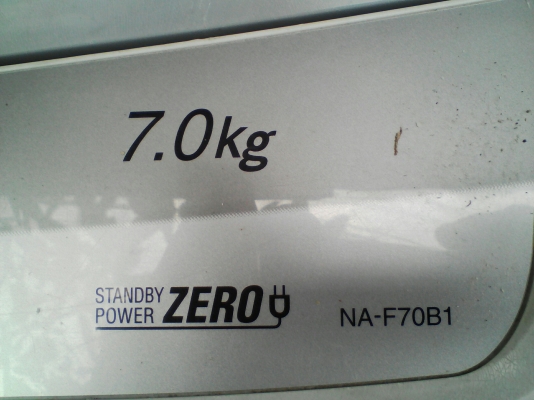 7.0kg
STANDBY
POWER ZERO
NA-F70B1